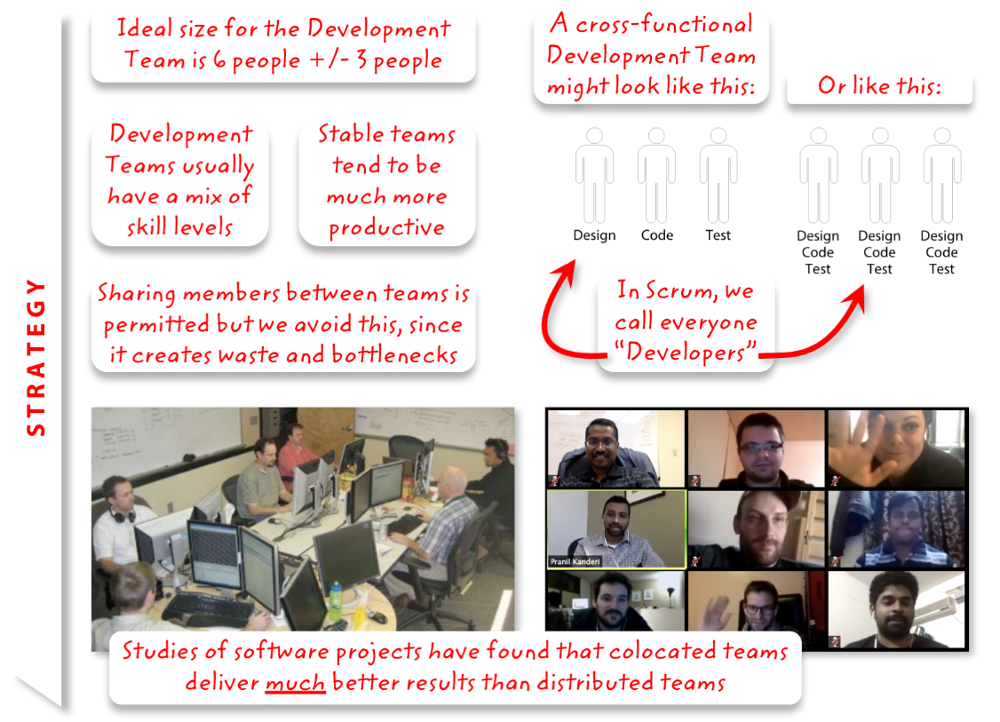 STRATEGY
Ideal size for the Development
Team is 6 people +/- 3 people
Development
Teams usually
have a mix of
skill levels
Stable teams
tend to be
much more
productive
Sharing members between teams is
permitted but we avoid this, since
it creates waste and bottlenecks
A cross-functional
Development Team
might look like this:
Or like this:
Design
Code
Test
Design
Code
Test
Design
Code
Test
Design
Code
Test
In Scrum, we
call everyone
“Developers”
Pranil Kanderi
Studies of software projects have found that colocated teams
deliver much better results than distributed teams